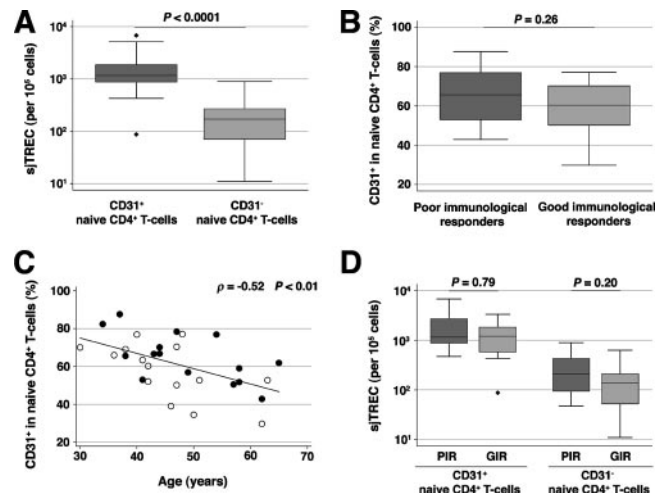 A
P < 0.0001
sjTREC (per 10⁵ cells)
10⁴
10³
10²
10¹
CD31⁺
naive CD4⁺ T-cells
CD31⁻
naive CD4⁺ T-cells
B
P = 0.26
CD31⁺ in naive CD4⁺ T-cells (%)
100
80
60
40
20
Poor immunological
responders
Good immunological
responders
C
ρ = -0.52 P < 0.01
CD31⁺ in naive CD4⁺ T-cells (%)
100
80
60
40
20
30 40 50 60 70
Age (years)
D
P = 0.79
P = 0.20
sjTREC (per 10⁵ cells)
10⁴
10³
10²
10¹
PIR GIR PIR GIR
CD31⁺
naive CD4⁺ T-cells
CD31⁻
naive CD4⁺ T-cells